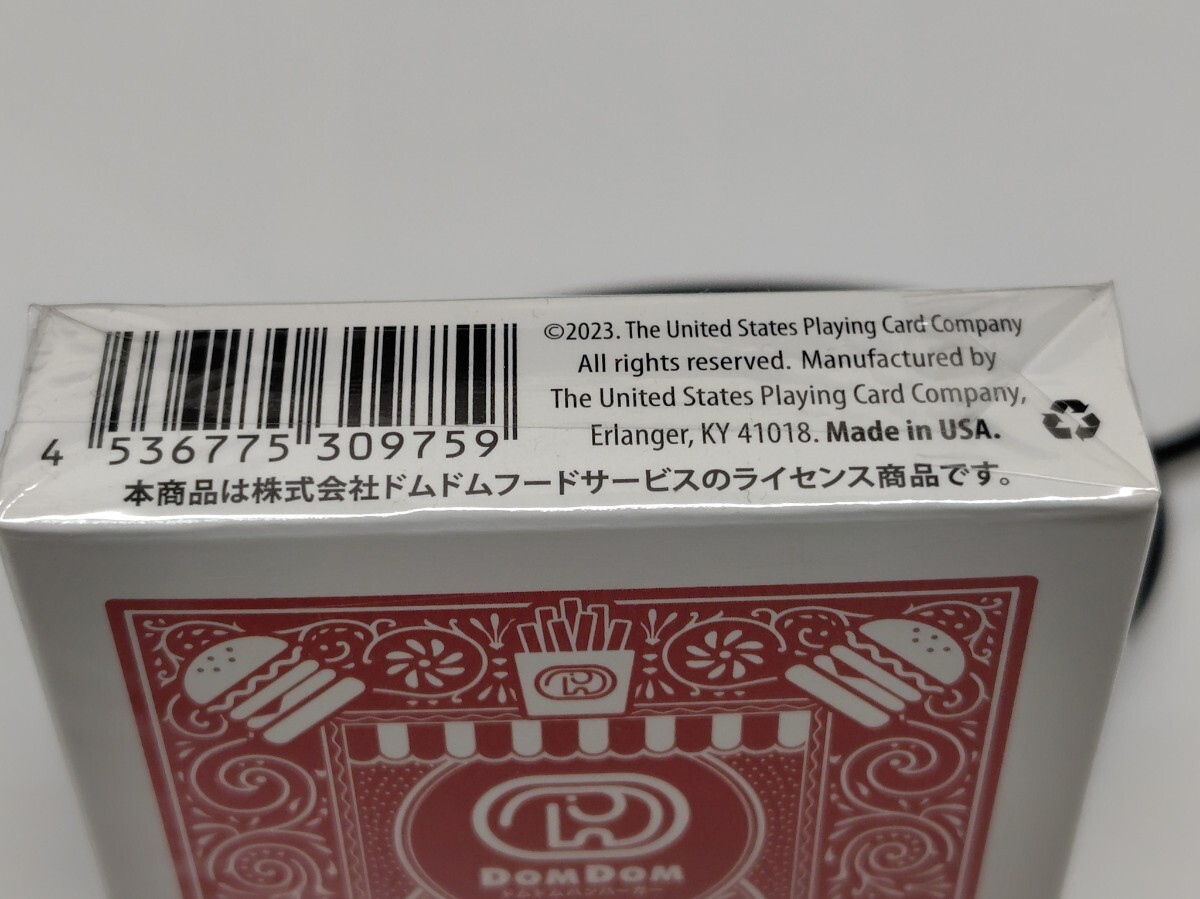 ©2023. The United States Playing Card Company
All rights reserved. Manufactured by
The United States Playing Card Company,
Erlanger, KY 41018. Made in USA.
4 536775 309759
本商品は株式会社ドムドムフードサービスのライセンス商品です。
DOMDOM
ドムドムハンバーガー